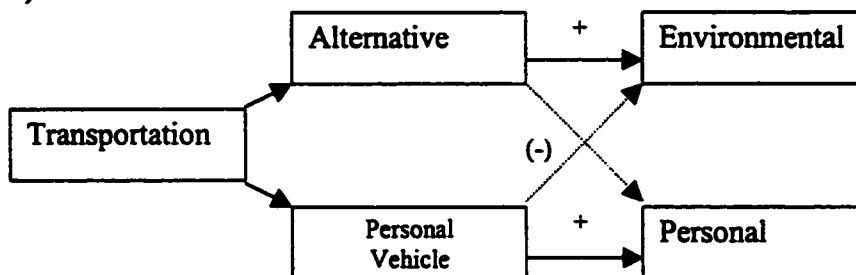 Alternative
+
Environmental
Transportation
(-)
Personal
Vehicle
+
Personal